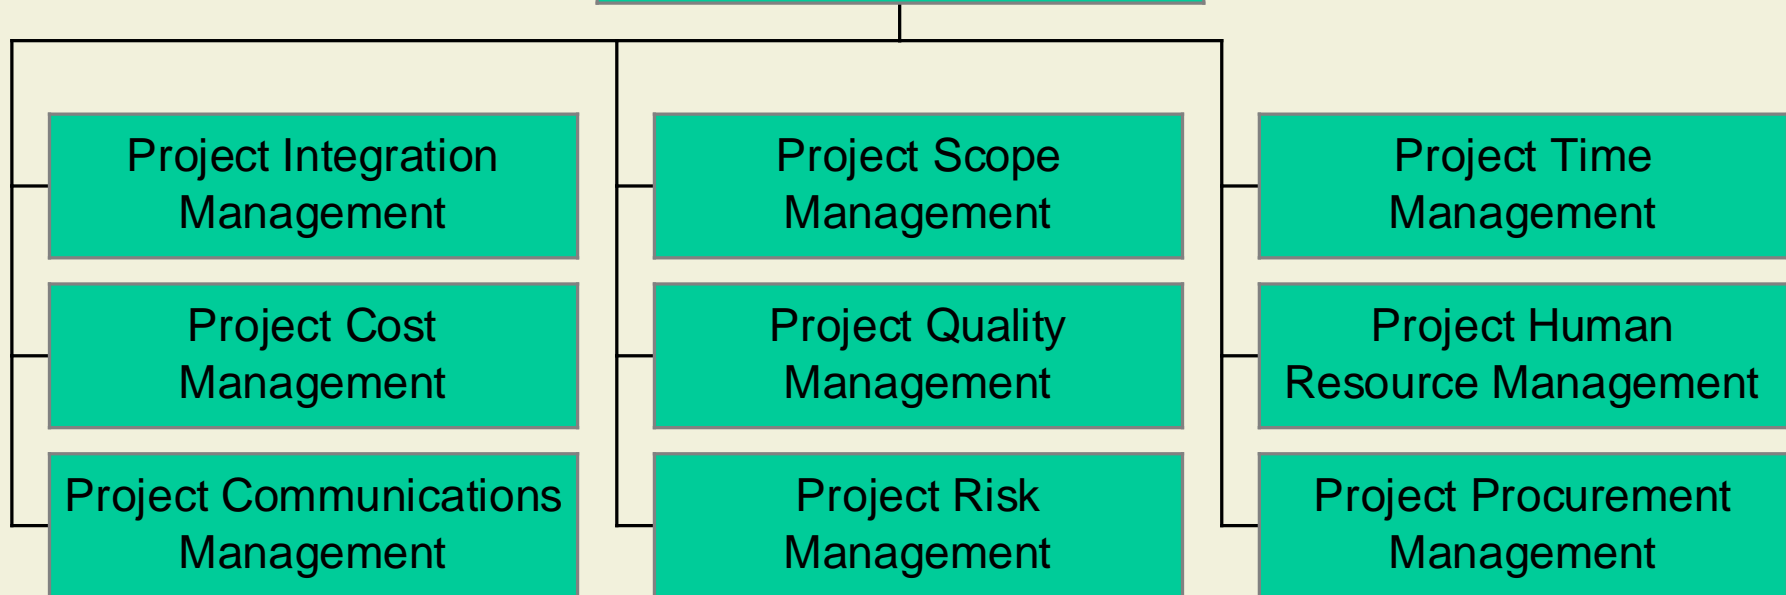 Project Integration
Management
Project Scope
Management
Project Time
Management
Project Cost
Management
Project Quality
Management
Project Human
Resource Management
Project Communications
Management
Project Risk
Management
Project Procurement
Management